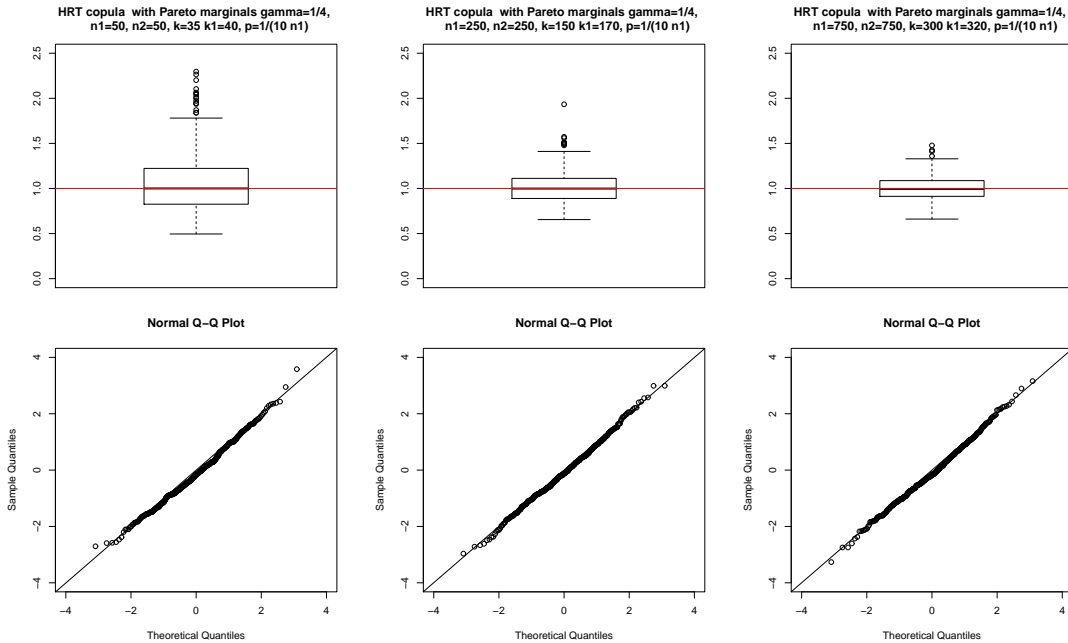 HRT copula  with Pareto marginals gamma=1/4,
n1=50, n2=50, k=35 k1=40, p=1/(10 n1)
2.5
2.0
1.5
1.0
0.5
0.0
HRT copula  with Pareto marginals gamma=1/4,
n1=250, n2=250, k=150 k1=170, p=1/(10 n1)
2.5
2.0
1.5
1.0
0.5
0.0
HRT copula  with Pareto marginals gamma=1/4,
n1=750, n2=750, k=300 k1=320, p=1/(10 n1)
2.5
2.0
1.5
1.0
0.5
0.0
Normal Q−Q Plot
Sample Quantiles
4
2
0
−2
−4
−4 −2 0 2 4
Theoretical Quantiles
Normal Q−Q Plot
Sample Quantiles
4
2
0
−2
−4
−4 −2 0 2 4
Theoretical Quantiles
Normal Q−Q Plot
Sample Quantiles
4
2
0
−2
−4
−4 −2 0 2 4
Theoretical Quantiles